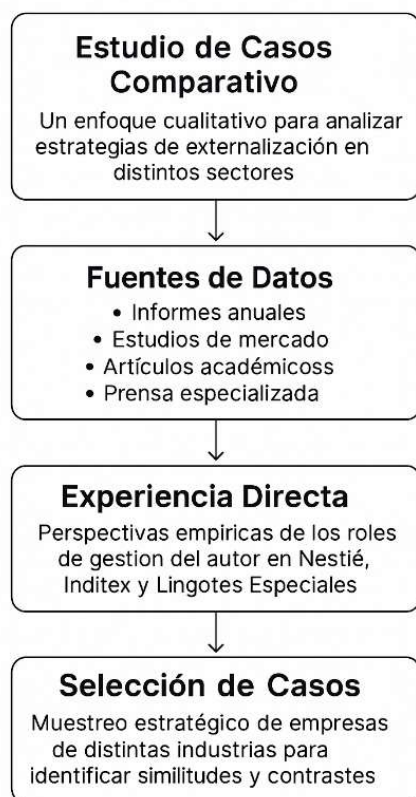 Estudio de Casos
Comparativo
Un enfoque cualitativo para analizar
estrategias de externalización en
distintos sectores
Fuentes de Datos
• Informes anuales
• Estudios de mercado
• Artículos académicoss
• Prensa especializada
Experiencia Directa
Perspectivas empiricas de los roles
de gestion del autor en Nestié,
Inditex y Lingotes Especiales
Selección de Casos
Muestreo estratégico de empresas
de distintas industrias para
identificar similitudes y contrastes